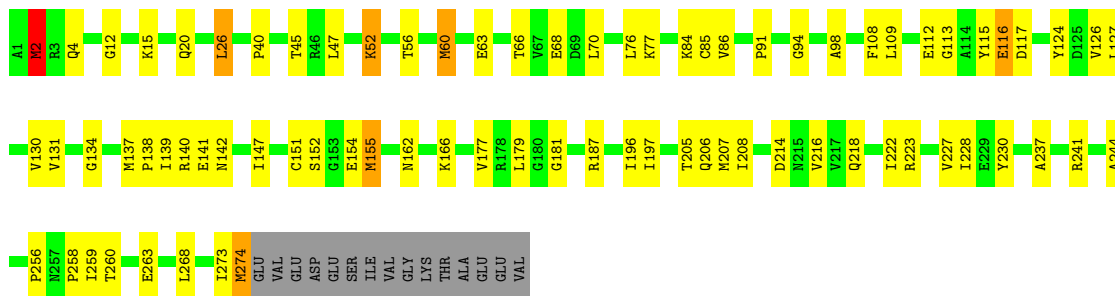 A1 M2 R3 Q4 G12 K15 Q20 L26 P40 T45 R46 L47 K52 T56 M60 E63 T66 V67 E68 D69 L70 L76 K77 K84 C85 V86 P91 G94 A98 F108 L109 E112 G113 A114 Y115 E116 D117 Y124 D125 V126
V130 V131 G134 M137 P138 I139 R140 E141 N142 I147 C151 S152 G153 E154 M155 N162 K166 V177 R178 L179 G180 G181 R187 I196 I197 T205 Q206 M207 I208 D214 N215 V216 V217 Q218 I222 R223 V227 I228 E229 Y230 A237 R241
P256 N257 P258 I259 T260 E263 L268 I273 M274 GLU VAL GLU ASP GLU SER ILE VAL GLY LYS THR ALA GLU GLU VAL